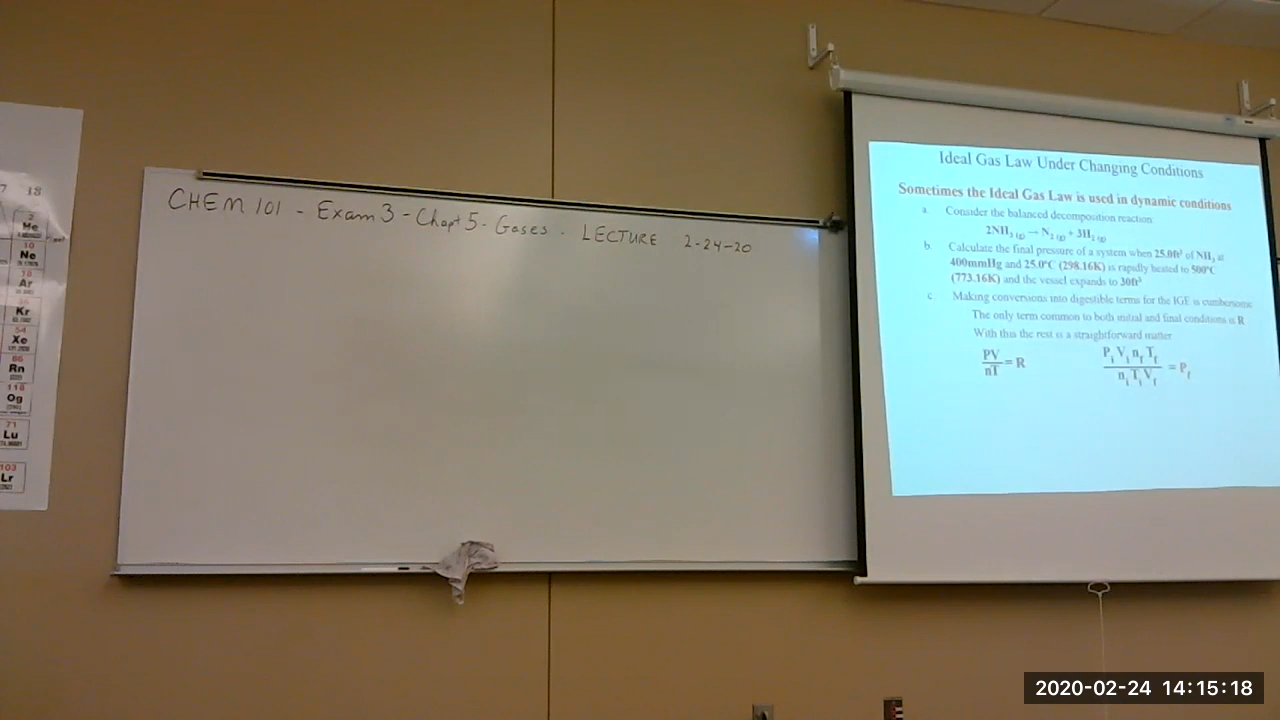 7 18
2
He
10
Ne
18
Ar
36
Kr
54
Xe
86
Rn
118
Og
71
Lu
103
Lr
CHEM 101 - Exam 3 - Chapt 5 - Gases - LECTURE 2-24-20
Ideal Gas Law Under Changing Conditions
Sometimes the Ideal Gas Law is used in dynamic conditions
a. Consider the balanced decomposition reaction:
2NH₃ (g) → N₂ (g) + 3H₂ (g)
b. Calculate the final pressure of a system when 25.0ft³ of NH₃ at
400mmHg and 25.0°C (298.16K) is rapidly heated to 500°C
(773.16K) and the vessel expands to 30ft³
c. Making conversions into digestible terms for the IGE is cumbersome
The only term common to both initial and final conditions is R
With this the rest is a straightforward matter
PV/nT = R
PᵢVᵢn_fT_f/nᵢTᵢV_f = P_f
2020-02-24 14:15:18